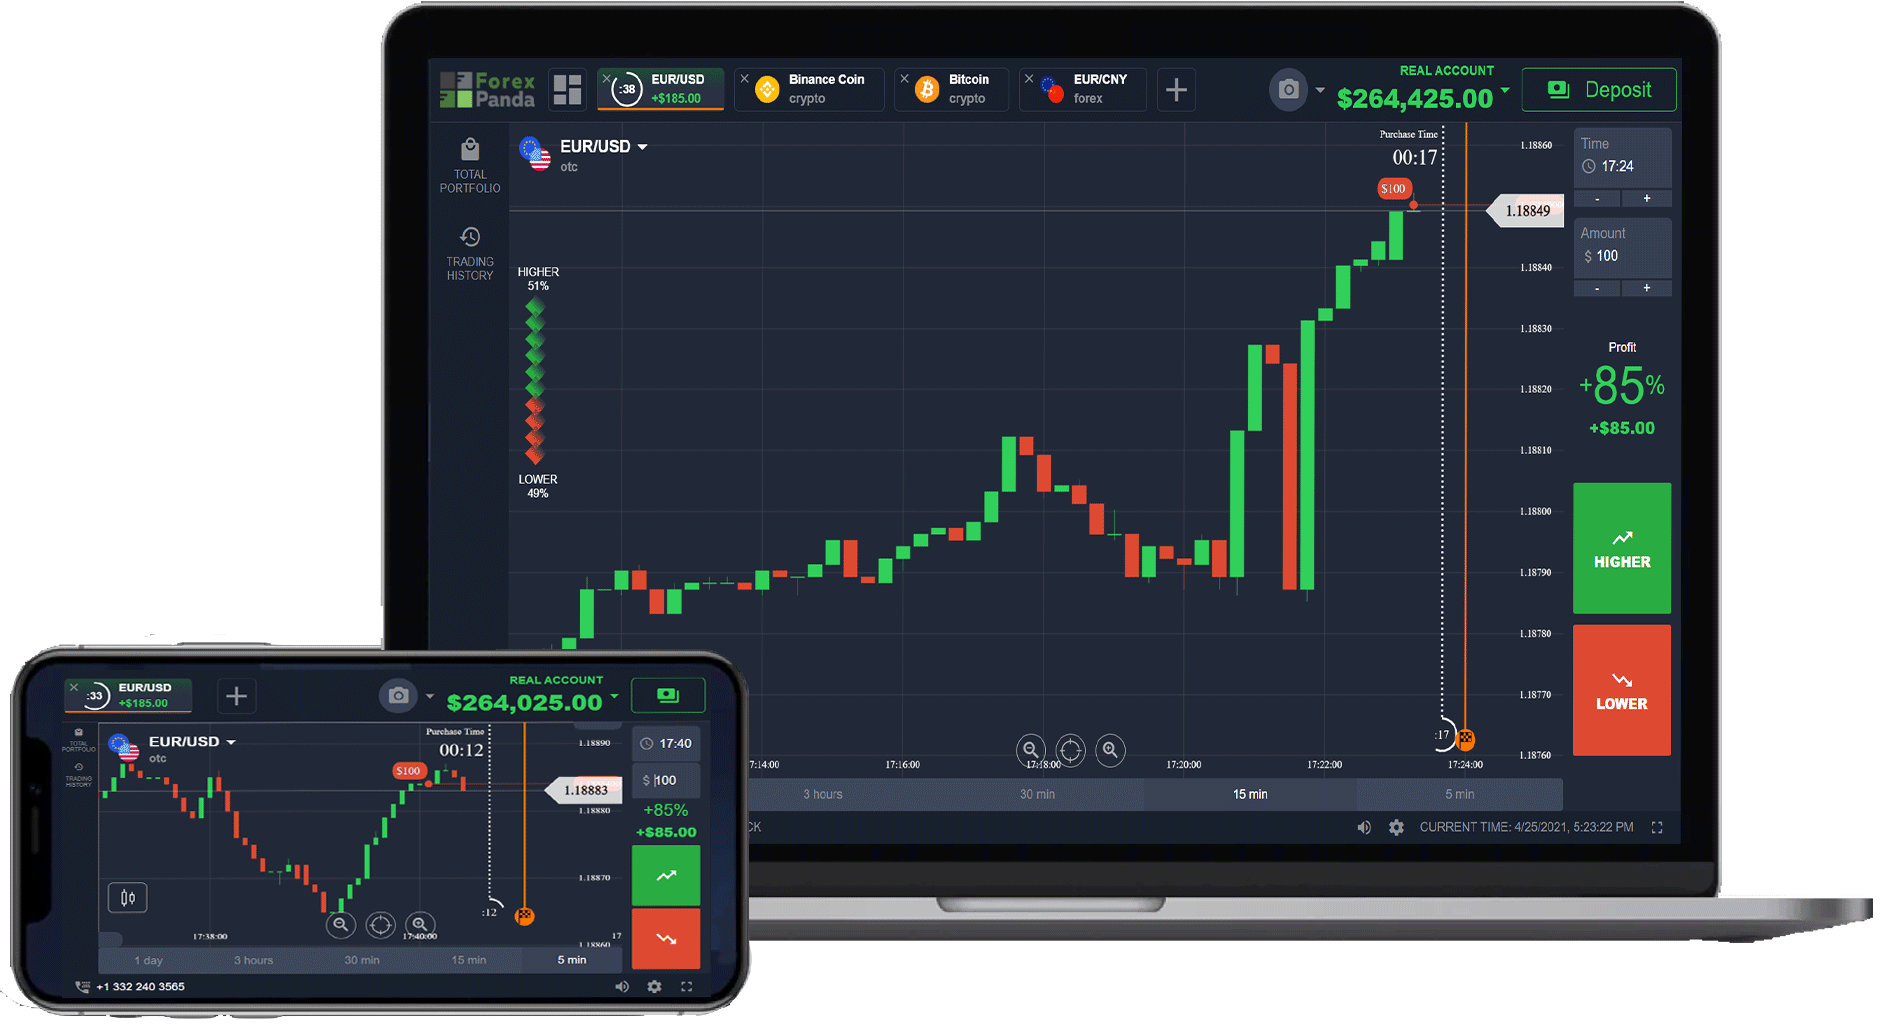 Forex
Panda
:38
EUR/USD
+$185.00
Binance Coin
crypto
Bitcoin
crypto
EUR/CNY
forex
REAL ACCOUNT
$264,425.00
Deposit
TOTAL
PORTFOLIO
TRADING
HISTORY
EUR/USD
otc
HIGHER
51%
LOWER
49%
Purchase Time
00:17
$100
1.18860
1.18849
1.18840
1.18830
1.18820
1.18810
1.18800
1.18790
1.18780
1.18770
1.18760
:17
7:14:00
17:16:00
17:18:00
17:20:00
17:22:00
17:24:00
3 hours
30 min
15 min
5 min
CK
CURRENT TIME: 4/25/2021, 5:23:22 PM
Time
17:24
- +
Amount
$ 100
- +
Profit
+85%
+$85.00
HIGHER
LOWER
:33
EUR/USD
+$185.00
REAL ACCOUNT
$264,025.00
TOTAL
PORTFOLIO
TRADING
HISTORY
EUR/USD
otc
Purchase Time
00:12
$100
1.18890
1.18883
1.18880
1.18870
1.18860
:12
17:38:00
17:40:00
17
1 day
3 hours
30 min
15 min
5 min
17:40
$ 100
+85%
+$85.00
+1 332 240 3565